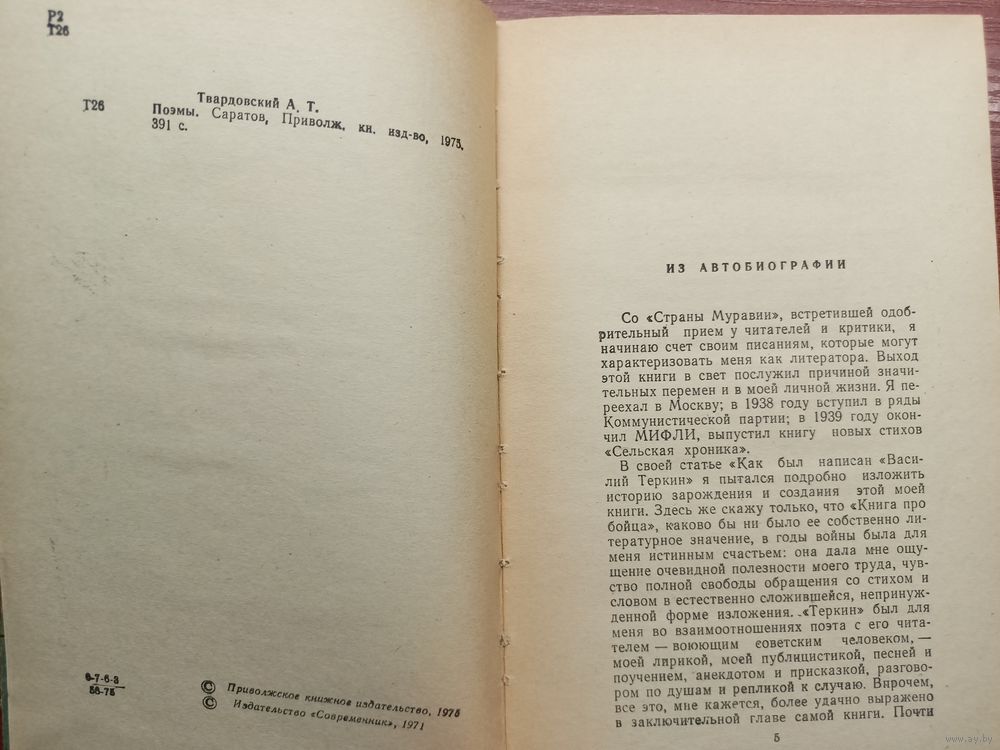 Р2
Т26
Твардовский А. Т.
Т26 Поэмы. Саратов, Приволж. кн. изд-во, 1975.
391 с.
0-7-6-3
56-75
© Приволжское книжное издательство, 1975
© Издательство «Современник», 1971
ИЗ АВТОБИОГРАФИИ
Со «Страны Муравии», встретившей одоб-
рительный прием у читателей и критики, я
начинаю счет своим писаниям, которые могут
характеризовать меня как литератора. Выход
этой книги в свет послужил причиной значи-
тельных перемен и в моей личной жизни. Я пе-
реехал в Москву; в 1938 году вступил в ряды
Коммунистической партии; в 1939 году окон-
чил МИФЛИ, выпустил книгу новых стихов
«Сельская хроника».
В своей статье «Как был написан «Васи-
лий Теркин» я пытался подробно изложить
историю зарождения и создания этой моей
книги. Здесь же скажу только, что «Книга про
бойца», каково бы ни было ее собственно ли-
тературное значение, в годы войны была для
меня истинным счастьем: она дала мне ощу-
щение очевидной полезности моего труда, чув-
ство полной свободы обращения со стихом и
словом в естественно сложившейся, непринуж-
денной форме изложения. «Теркин» был для
меня во взаимоотношениях поэта с его чита-
телем — воюющим советским человеком, —
моей лирикой, моей публицистикой, песней и
поучением, анекдотом и присказкой, разгово-
ром по душам и репликой к случаю. Впрочем,
все это, мне кажется, более удачно выражено
в заключительной главе самой книги. Почти
5
www.ay.by